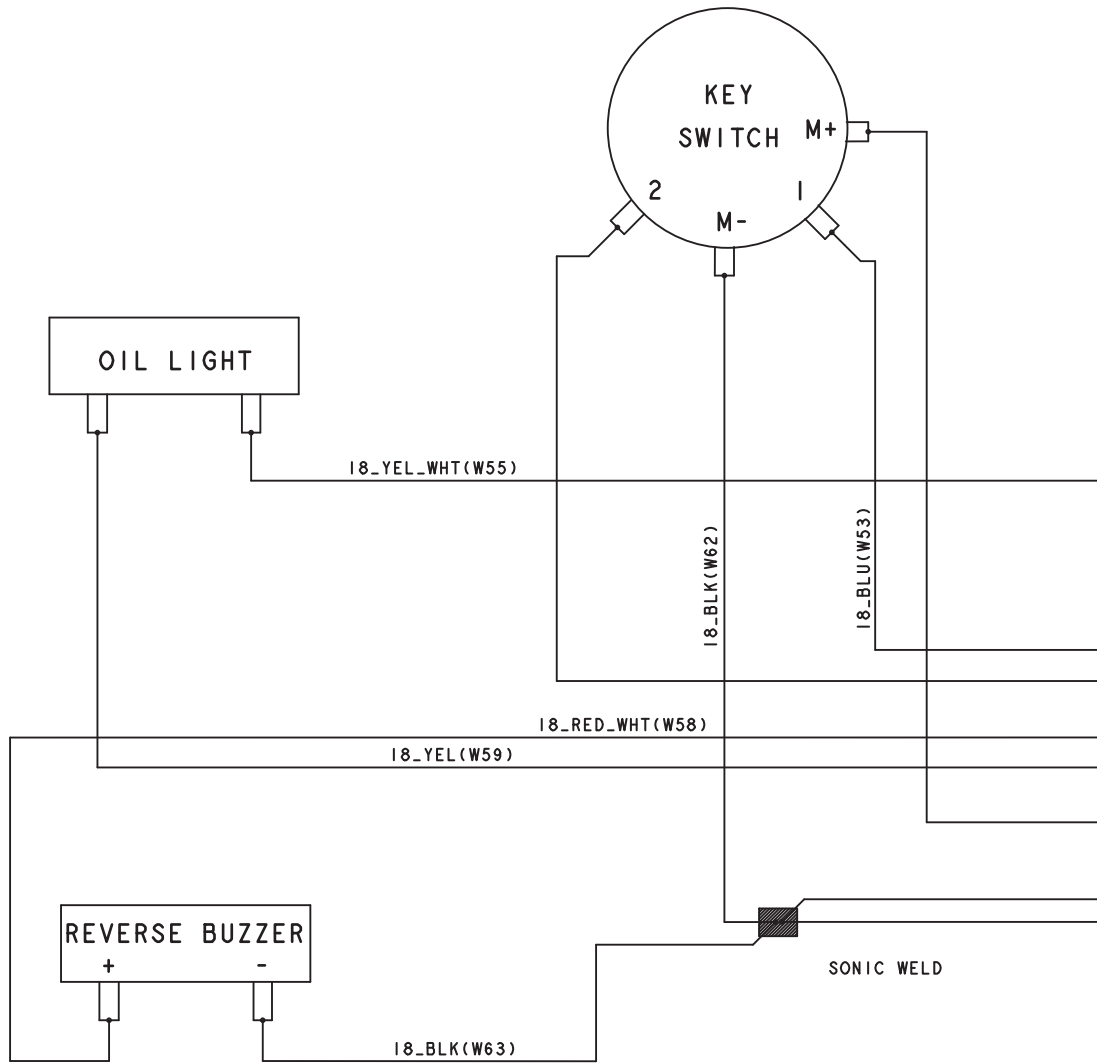 KEY
SWITCH
M+
2
1
M-
OIL LIGHT
18_YEL_WHT(W55)
18_BLK(W62)
18_BLU(W53)
18_RED_WHT(W58)
18_YEL(W59)
REVERSE BUZZER
+ -
SONIC WELD
18_BLK(W63)